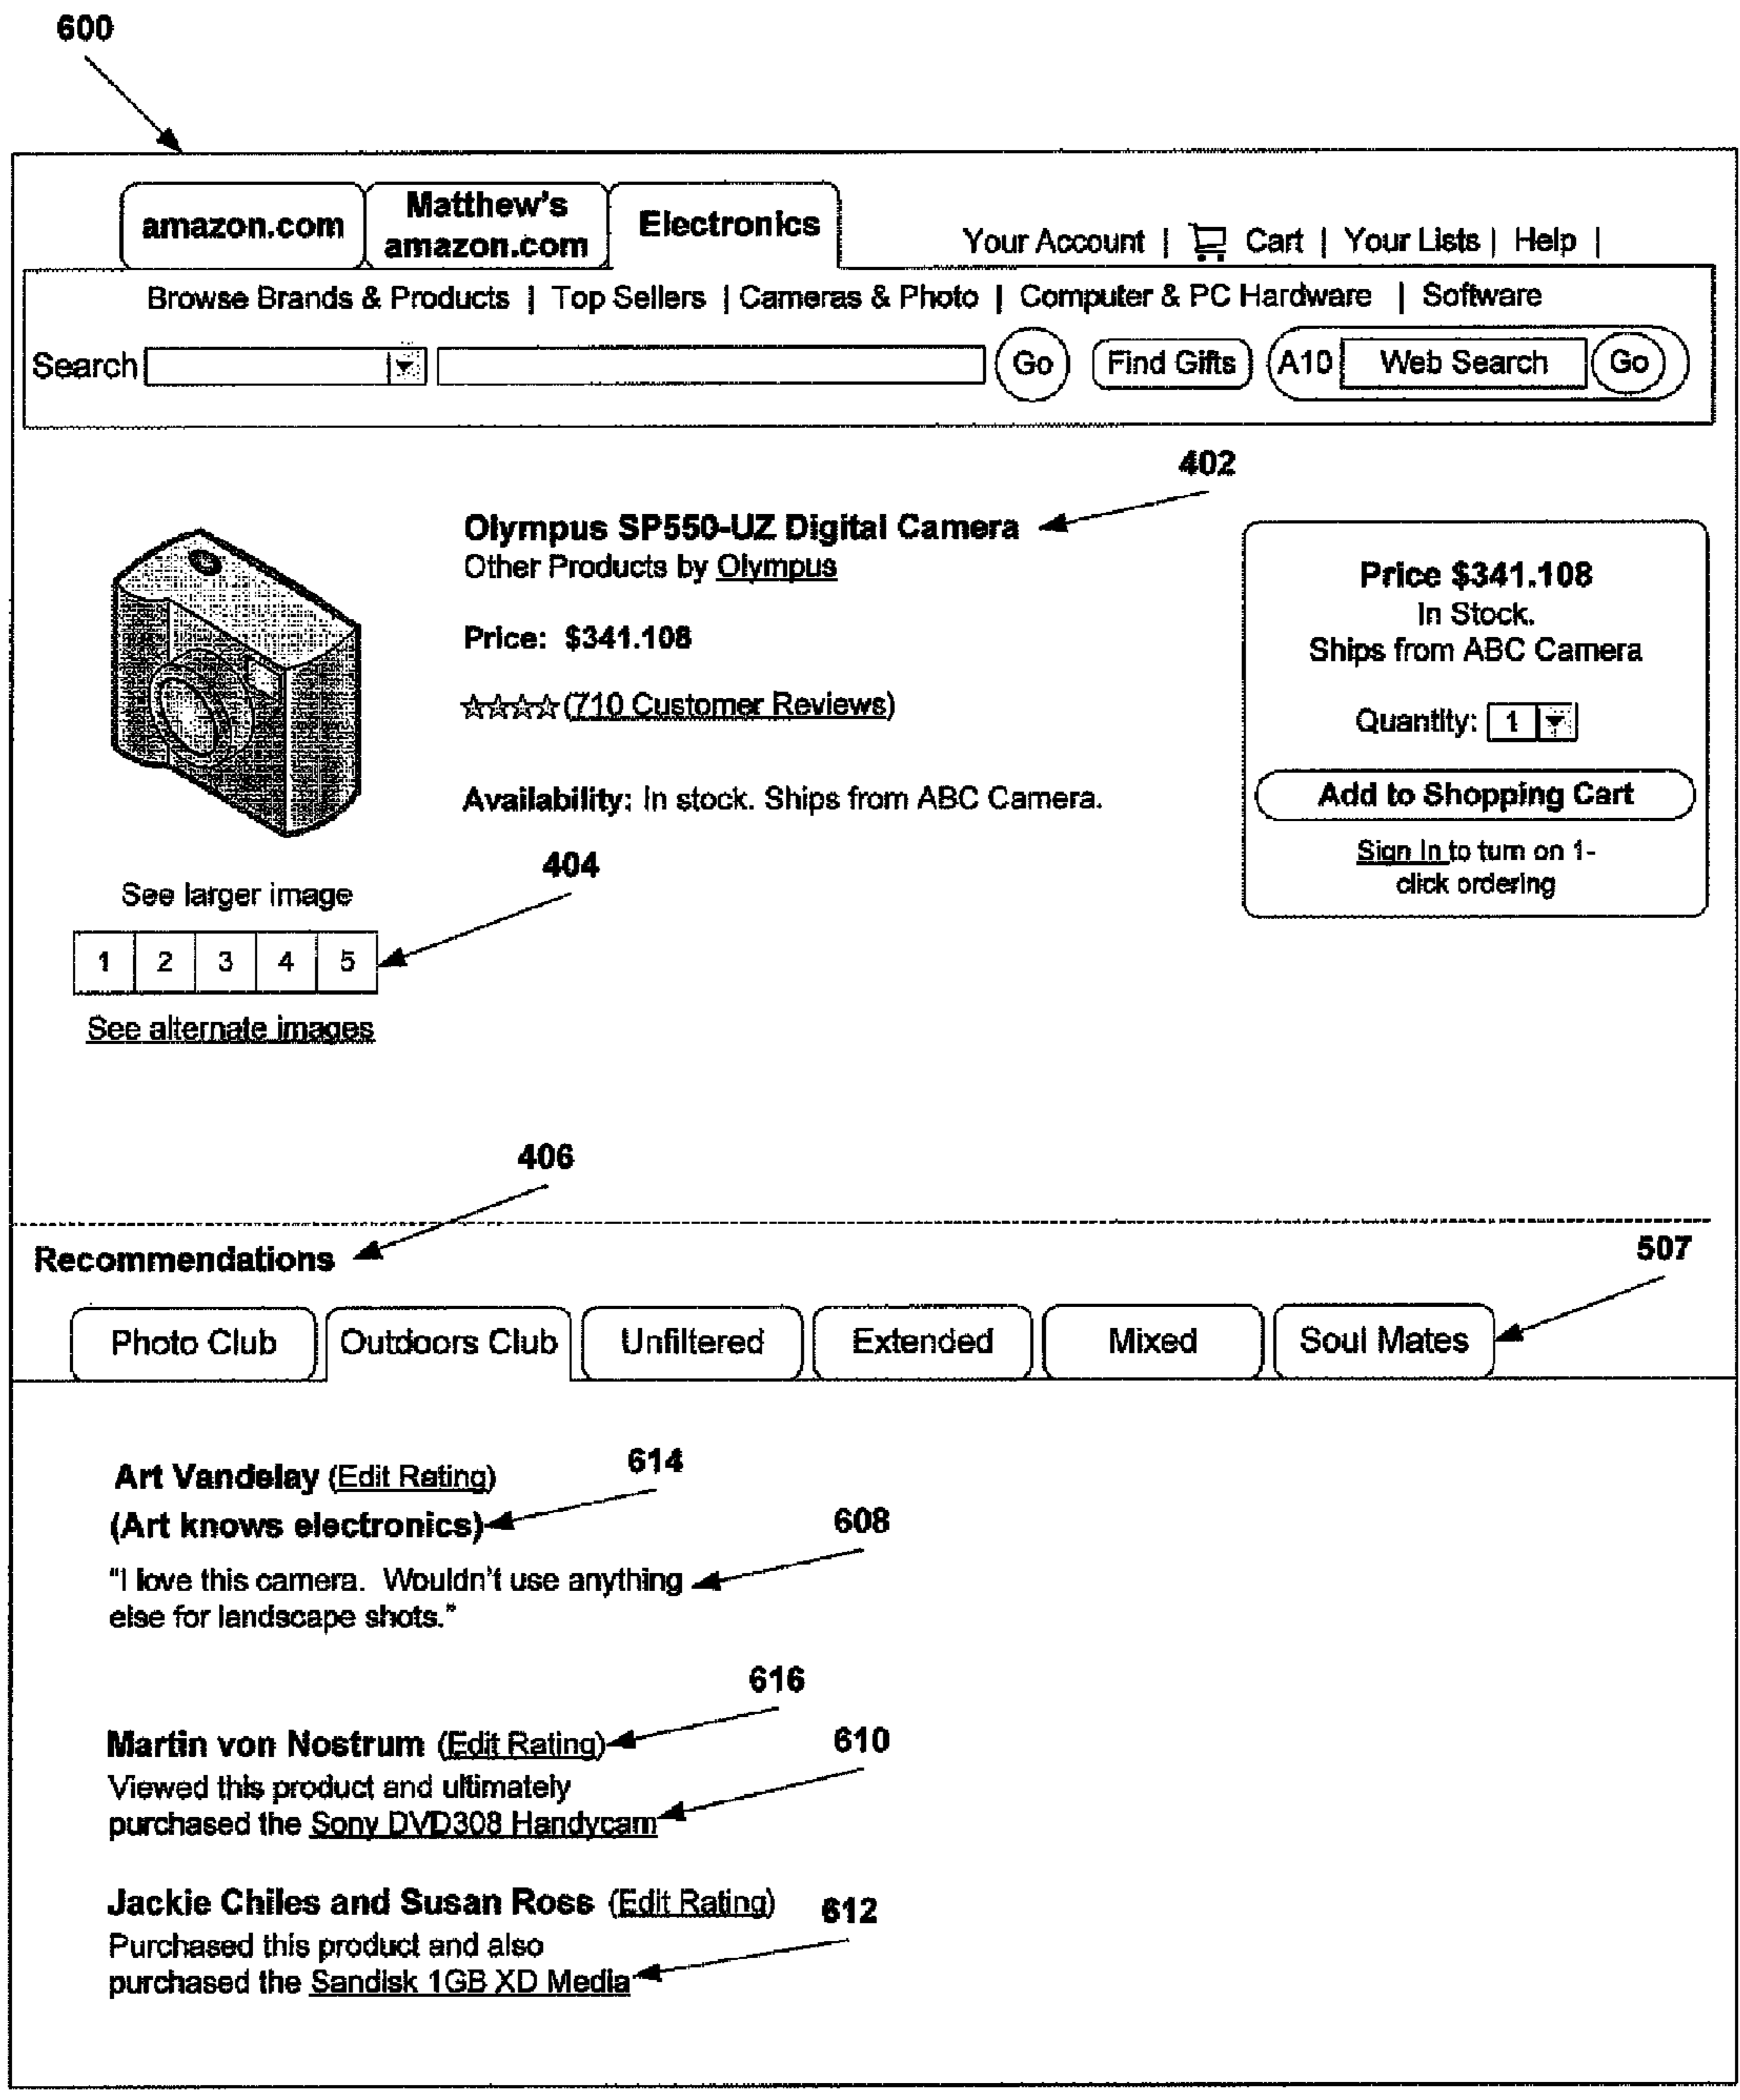 600
amazon.com
Matthew's
amazon.com
Electronics
Your Account | Cart | Your Lists | Help |
Browse Brands & Products | Top Sellers | Cameras & Photo | Computer & PC Hardware | Software
Search Go Find Gifts A10 Web Search Go
402
Olympus SP550-UZ Digital Camera
Other Products by Olympus
Price: $341.108
(710 Customer Reviews)
Availability: In stock. Ships from ABC Camera.
Price $341.108
In Stock.
Ships from ABC Camera
Quantity: 1
Add to Shopping Cart
Sign In to turn on 1-
click ordering
404
See larger image
1 2 3 4 5
See alternate images
406
Recommendations
507
Photo Club Outdoors Club Unfiltered Extended Mixed Soul Mates
614
Art Vandelay (Edit Rating)
(Art knows electronics)
608
"I love this camera. Wouldn't use anything
else for landscape shots."
616
Martin von Nostrum (Edit Rating)
610
Viewed this product and ultimately
purchased the Sony DVD308 Handycam
Jackie Chiles and Susan Ross (Edit Rating)
612
Purchased this product and also
purchased the Sandisk 1GB XD Media